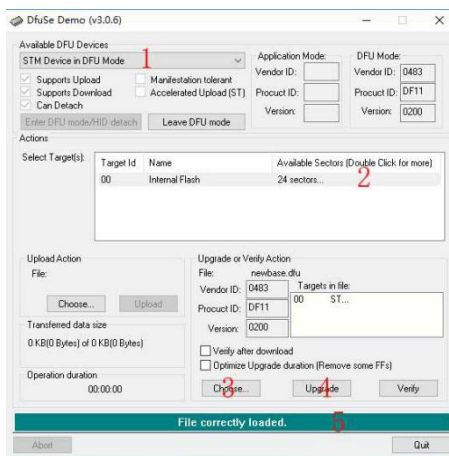 DfuSe Demo (v3.0.6)
Available DFU Devices
STM Device in DFU Mode
1
Supports Upload
Manifestation tolerant
Supports Download
Accelerated Upload (ST)
Can Detach
Enter DFU mode/HID detach
Leave DFU mode
Application Mode:
Vendor ID:
Procuct ID:
Version:
DFU Mode:
Vendor ID: 0483
Procuct ID: DF11
Version: 0200
Actions
Select Target(s):
Target Id Name Available Sectors (Double Click for more)
00 Internal Flash 24 sectors...
2
Upload Action
File:
Choose... Upload
Transferred data size
0 KB(0 Bytes) of 0 KB(0 Bytes)
Operation duration
00:00:00
Upgrade or Verify Action
File: newbase.dfu
Vendor ID: 0483
Procuct ID: DF11
Version: 0200
Targets in file:
00 ST...
Verify after download
Optimize Upgrade duration (Remove some FFs)
Choose... Upgrade Verify
3 4
File correctly loaded.
5
Abort Quit